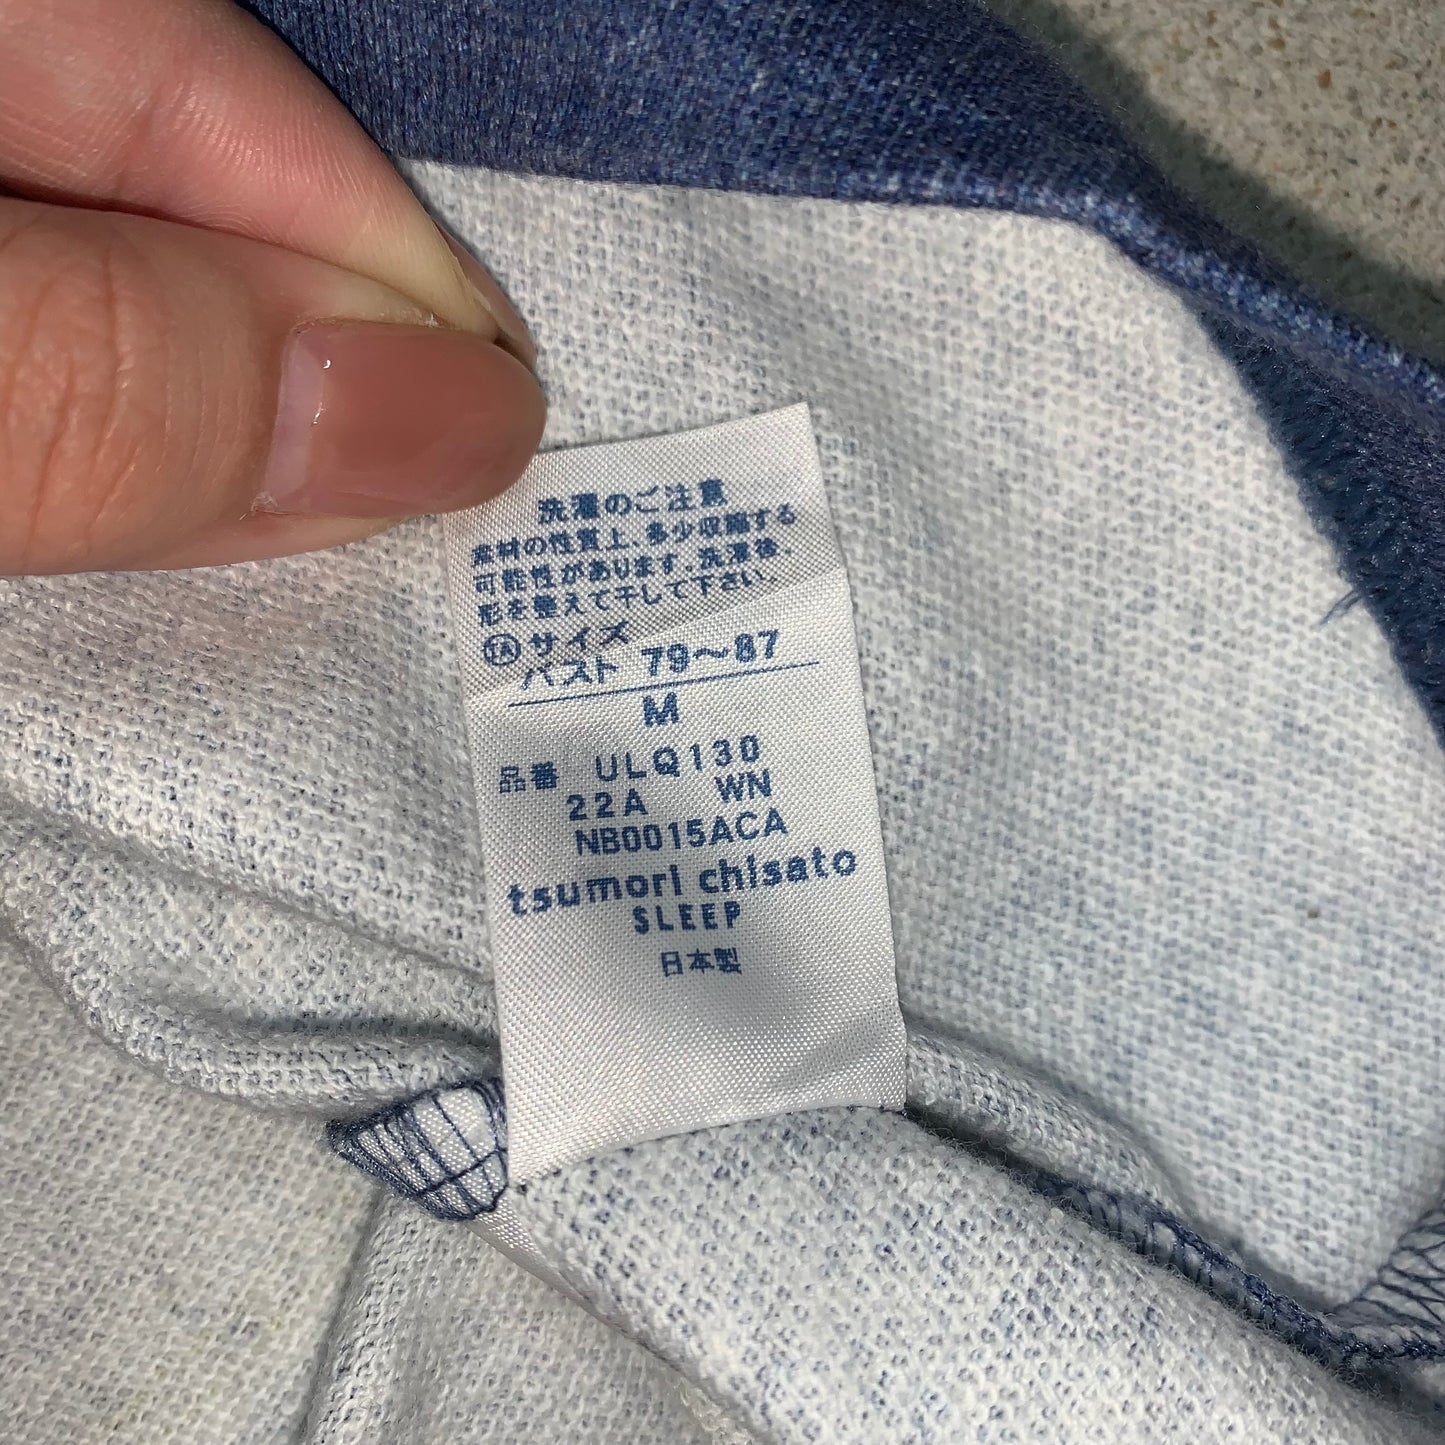 洗濯のご注意
素材の性質上、多少収縮する
可能性があります。洗濯後、
形を整えて干して下さい。
1A サイズ
バスト 79〜87
M
品番 ULQ130
22A WN
NB0015ACA
tsumori chisato
SLEEP
日本製